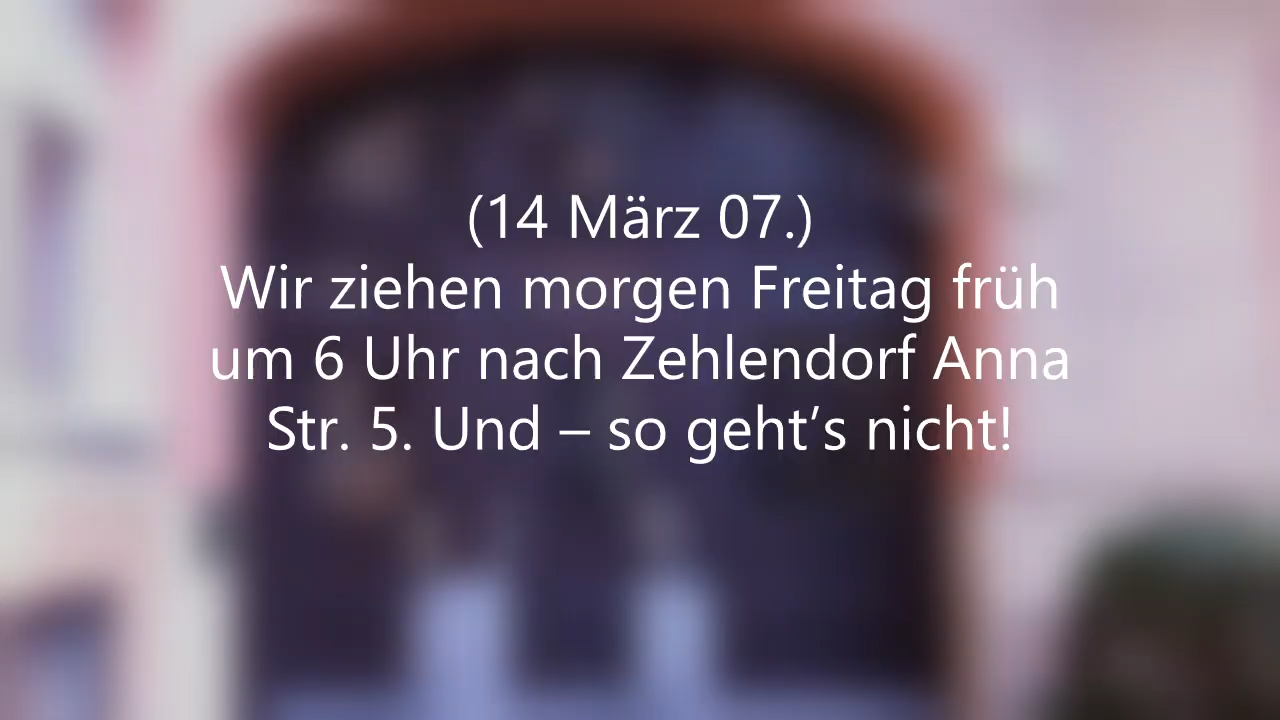 (14 März 07.)
Wir ziehen morgen Freitag früh
um 6 Uhr nach Zehlendorf Anna
Str. 5. Und – so geht’s nicht!